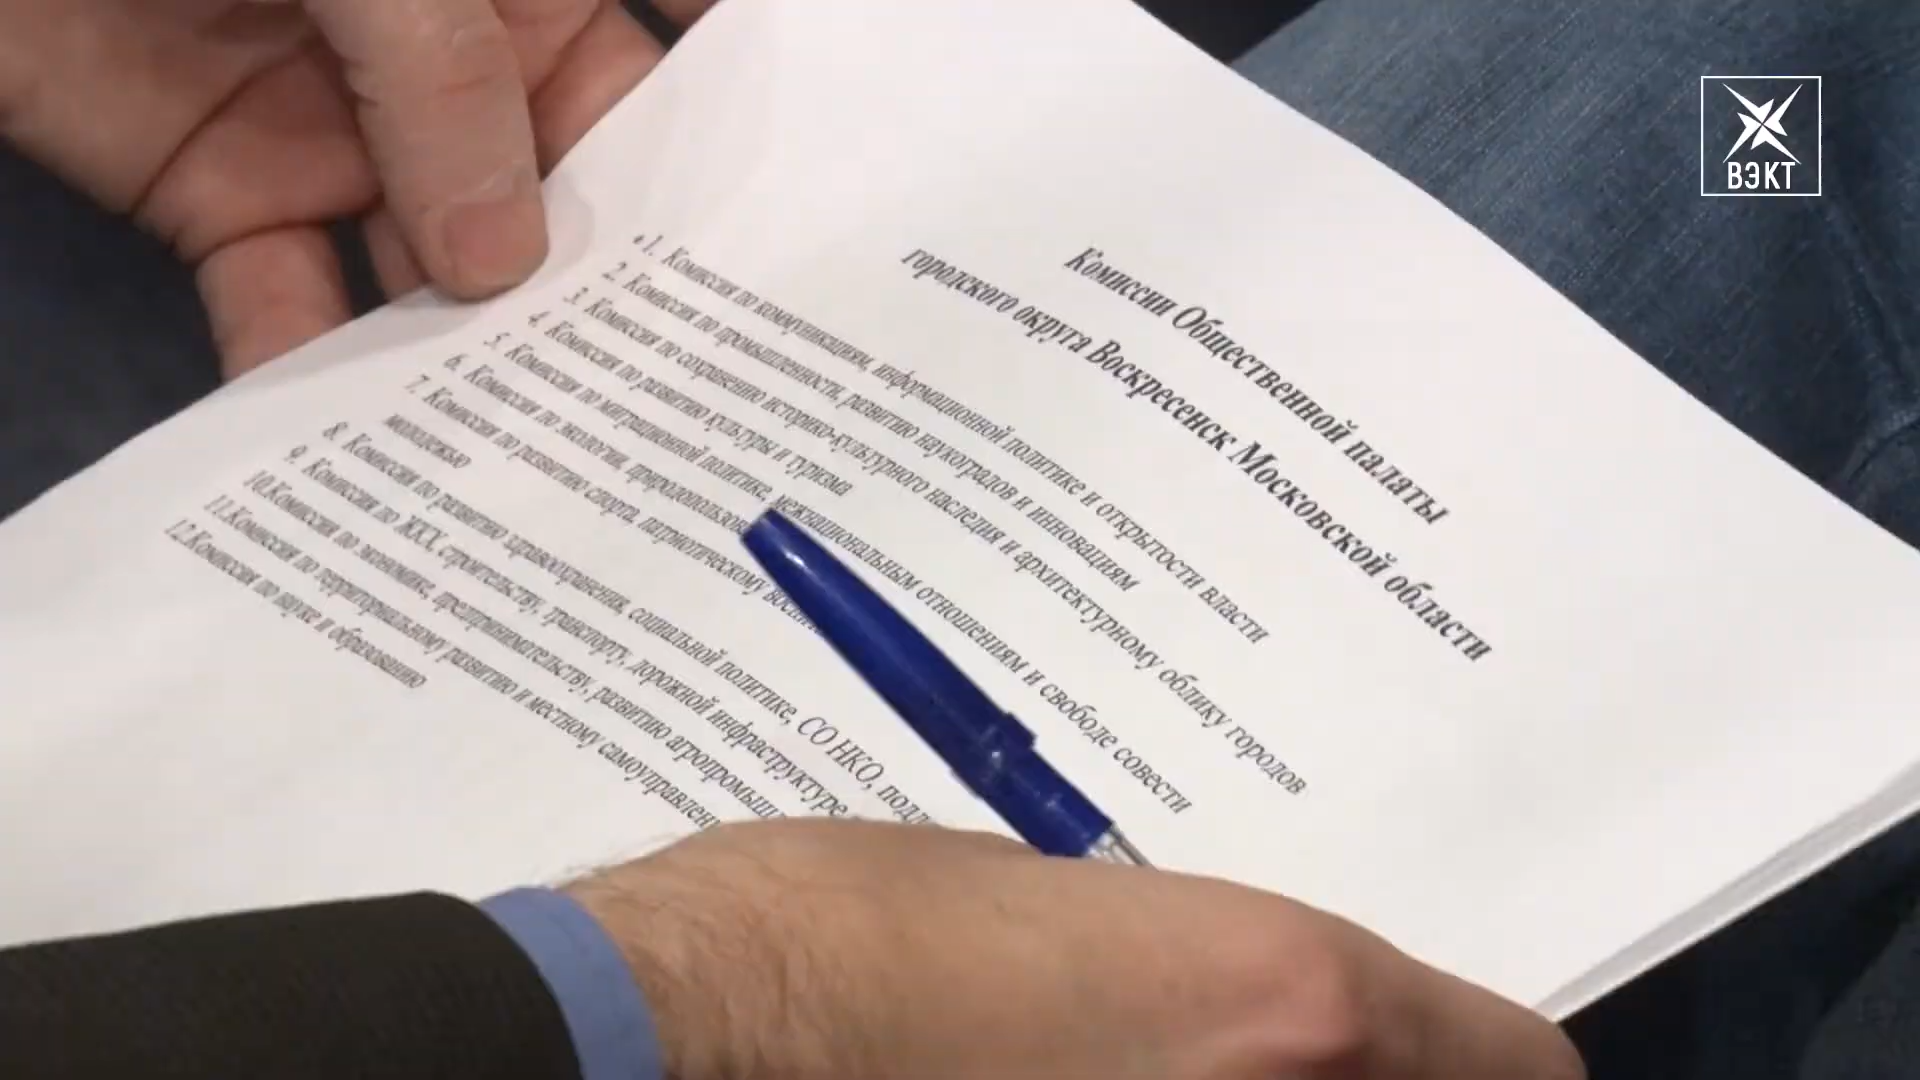 ВЭКТ
Комиссии Общественной палаты
городского округа Воскресенск Московской области
1. Комиссия по коммуникациям, информационной политике и открытости власти
2. Комиссия по промышленности, развитию наукоградов и инновациям
3. Комиссия по сохранению историко-культурного наследия и архитектурному облику городов
4. Комиссия по развитию культуры и туризма
5. Комиссия по миграционной политике, межнациональным отношениям и свободе совести
6. Комиссия по экологии,
7. Комиссия по развитию спорта, патриотическому
молодежью
8. Комиссия по развитию здравоохранения, социальной политике, СО НКО,
9. Комиссия по ЖКХ, строительству, транспорту, дорожной инфраструктуре
10.Комиссия по экономике, предпринимательству, развитию
11.Комиссия по территориальному развитию и местному
12.Комиссия по науке и образованию